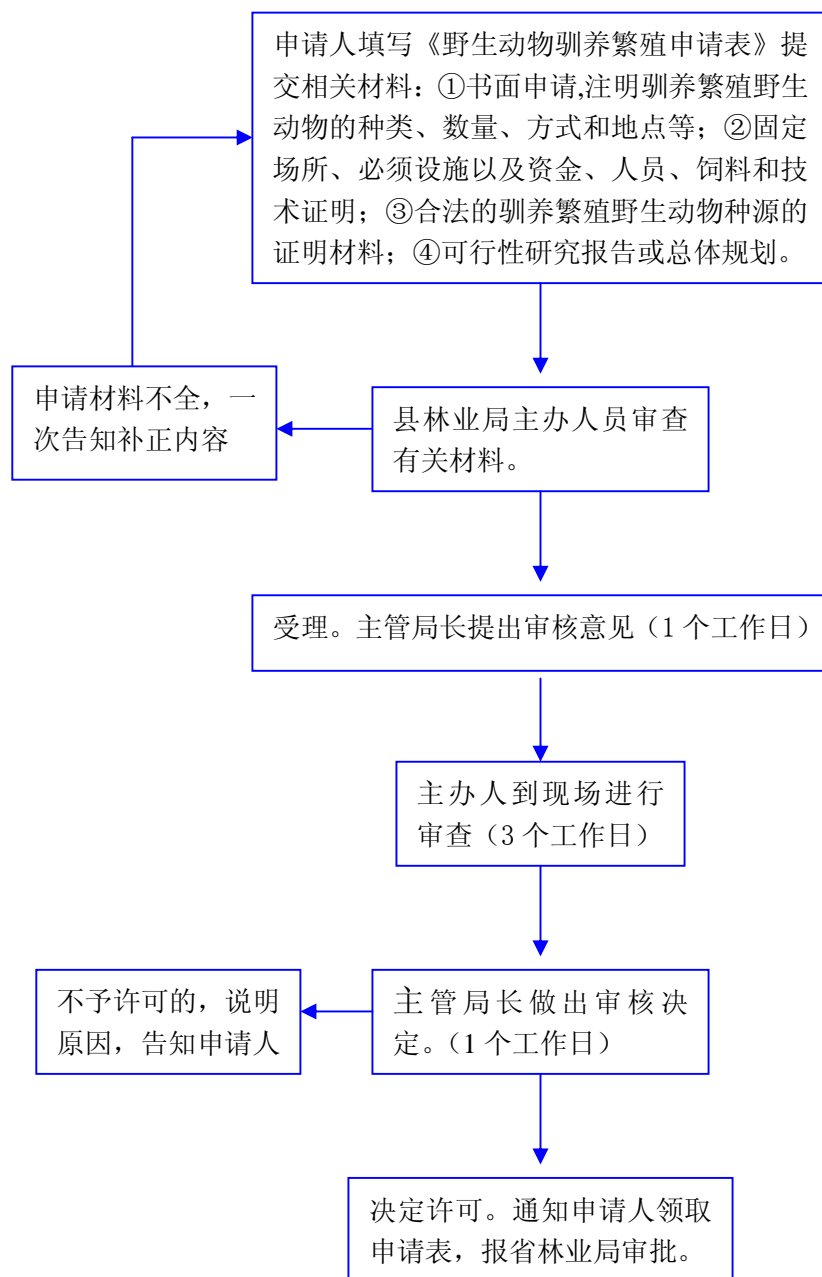 申请人填写《野生动物驯养繁殖申请表》提
交相关材料：①书面申请,注明驯养繁殖野生
动物的种类、数量、方式和地点等；②固定
场所、必须设施以及资金、人员、饲料和技
术证明；③合法的驯养繁殖野生动物种源的
证明材料；④可行性研究报告或总体规划。
申请材料不全，一
次告知补正内容
县林业局主办人员审查
有关材料。
受理。主管局长提出审核意见（1 个工作日）
主办人到现场进行
审查（3 个工作日）
不予许可的，说明
原因，告知申请人
主管局长做出审核决
定。（1 个工作日）
决定许可。通知申请人领取
申请表，报省林业局审批。